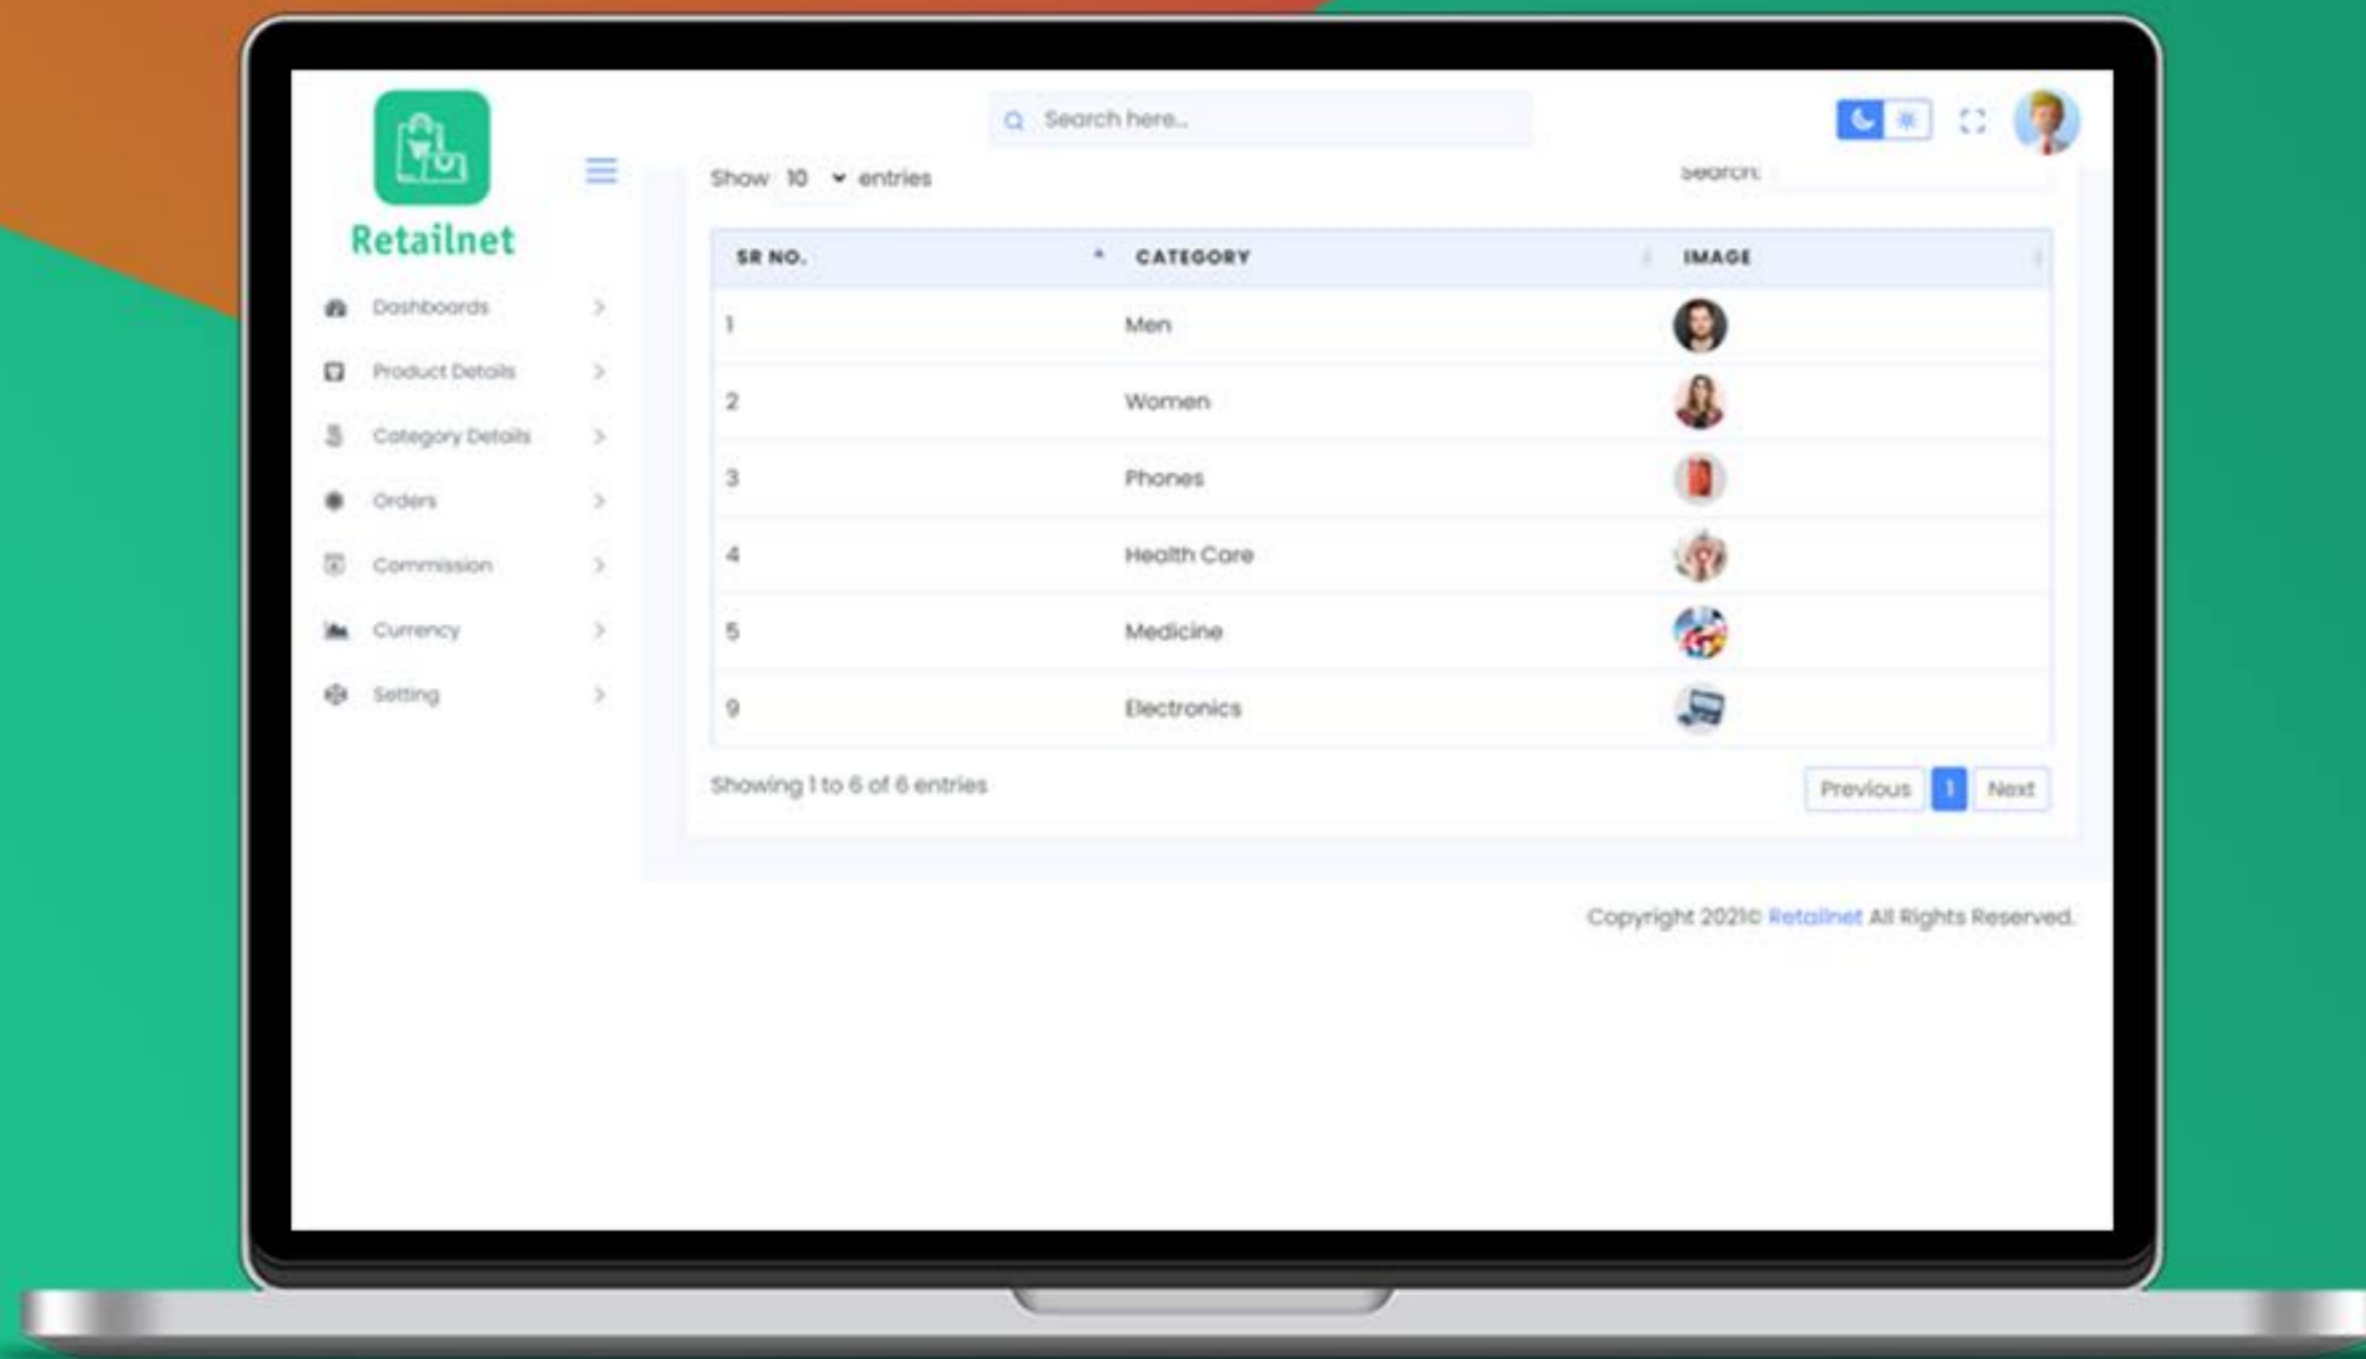 Search here...
Retailnet
Show 10 entries
Search:
SR NO. CATEGORY IMAGE
Dashboards
1 Men
Product Details
2 Women
Category Details
3 Phones
Orders
4 Health Care
Commission
5 Medicine
Currency
9 Electronics
Setting
Showing 1 to 6 of 6 entries
Previous 1 Next
Copyright 2021© Retailnet All Rights Reserved.